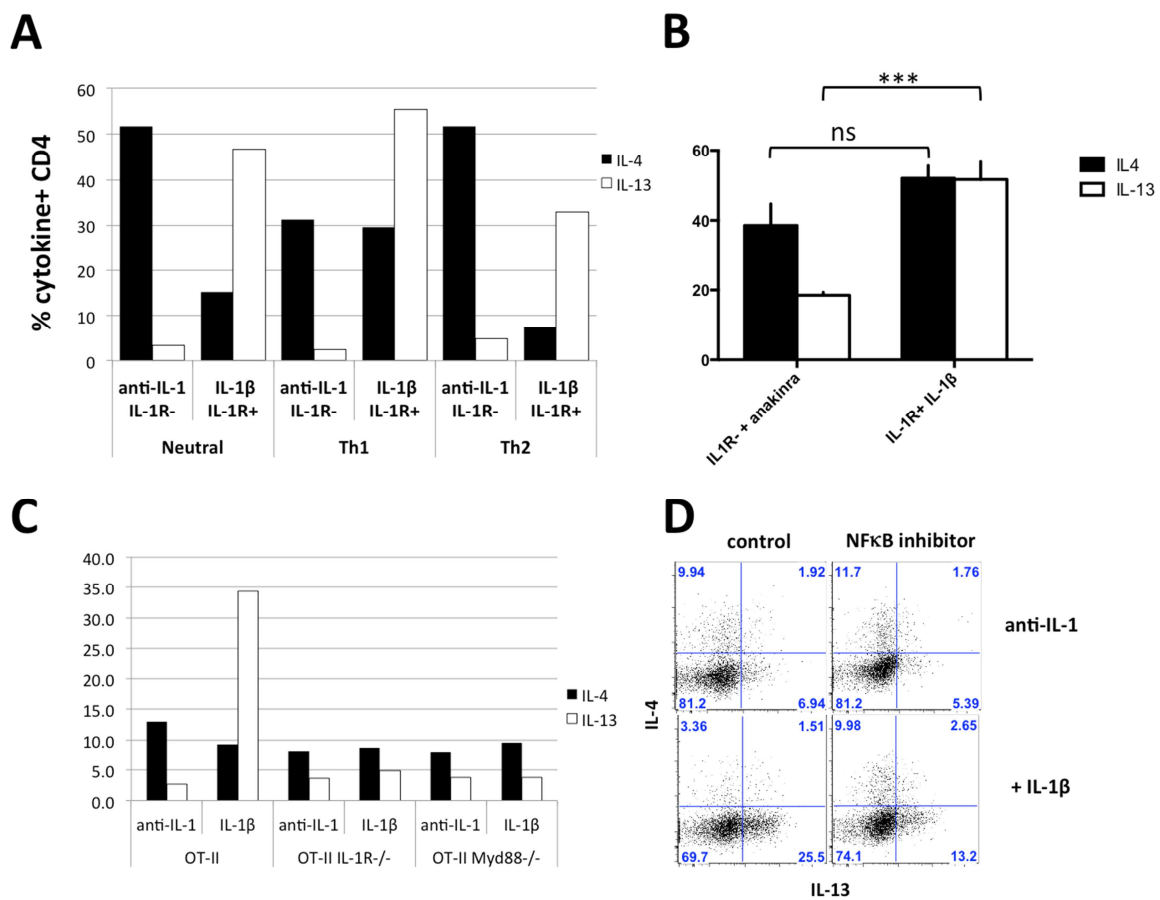 A
% cytokine+ CD4
60
50
40
30
20
10
0
IL-4
IL-13
anti-IL-1 IL-1β anti-IL-1 IL-1β anti-IL-1 IL-1β
IL-1R- IL-1R+ IL-1R- IL-1R+ IL-1R- IL-1R+
Neutral Th1 Th2
B
***
ns
60
40
20
0
IL4
IL-13
IL1R- + anakinra
IL-1R+ IL-1β
C
40.0
35.0
30.0
25.0
20.0
15.0
10.0
5.0
0.0
IL-4
IL-13
anti-IL-1 IL-1β anti-IL-1 IL-1β anti-IL-1 IL-1β
OT-II OT-II IL-1R-/- OT-II Myd88-/-
D
control NFκB inhibitor
9.94 1.92 11.7 1.76
anti-IL-1
81.2 6.94 81.2 5.39
IL-4
3.36 1.51 9.98 2.65
+ IL-1β
69.7 25.5 74.1 13.2
IL-13